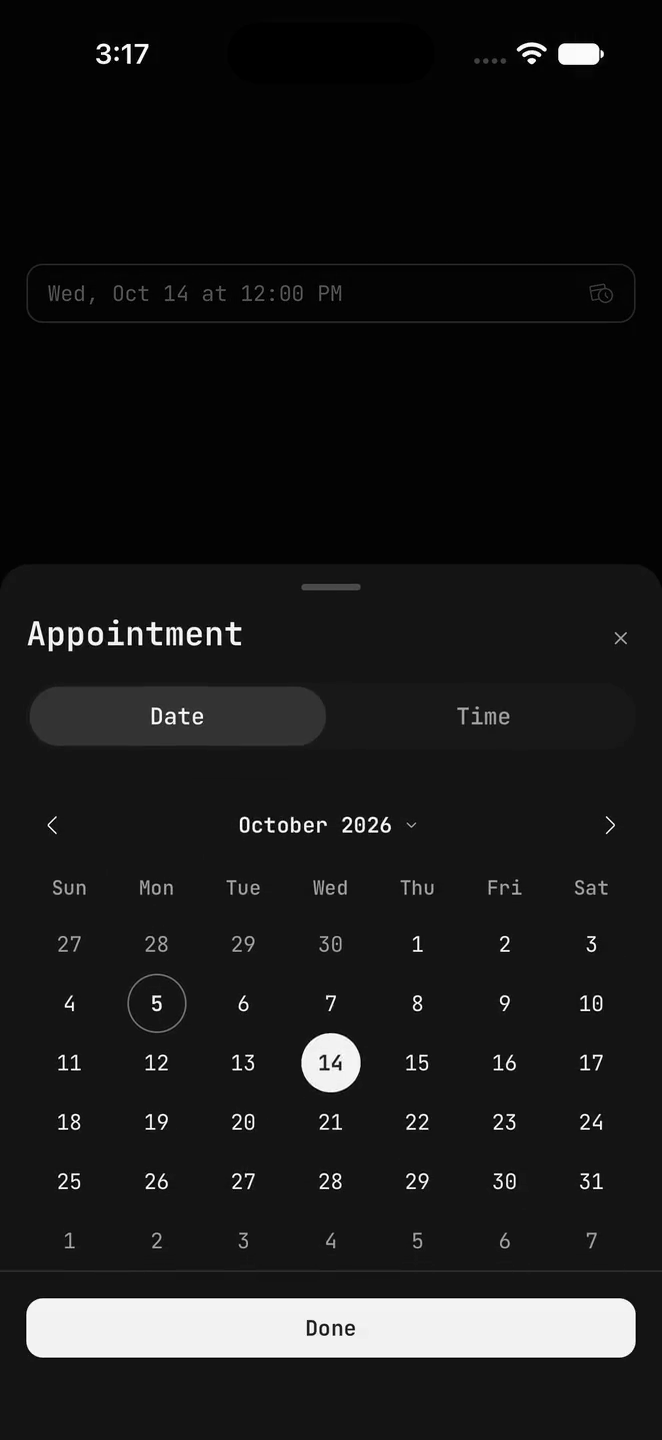 3:17
Wed, Oct 14 at 12:00 PM
Appointment
Date Time
October 2026
Sun Mon Tue Wed Thu Fri Sat
27 28 29 30 1 2 3
4 5 6 7 8 9 10
11 12 13 14 15 16 17
18 19 20 21 22 23 24
25 26 27 28 29 30 31
1 2 3 4 5 6 7
Done